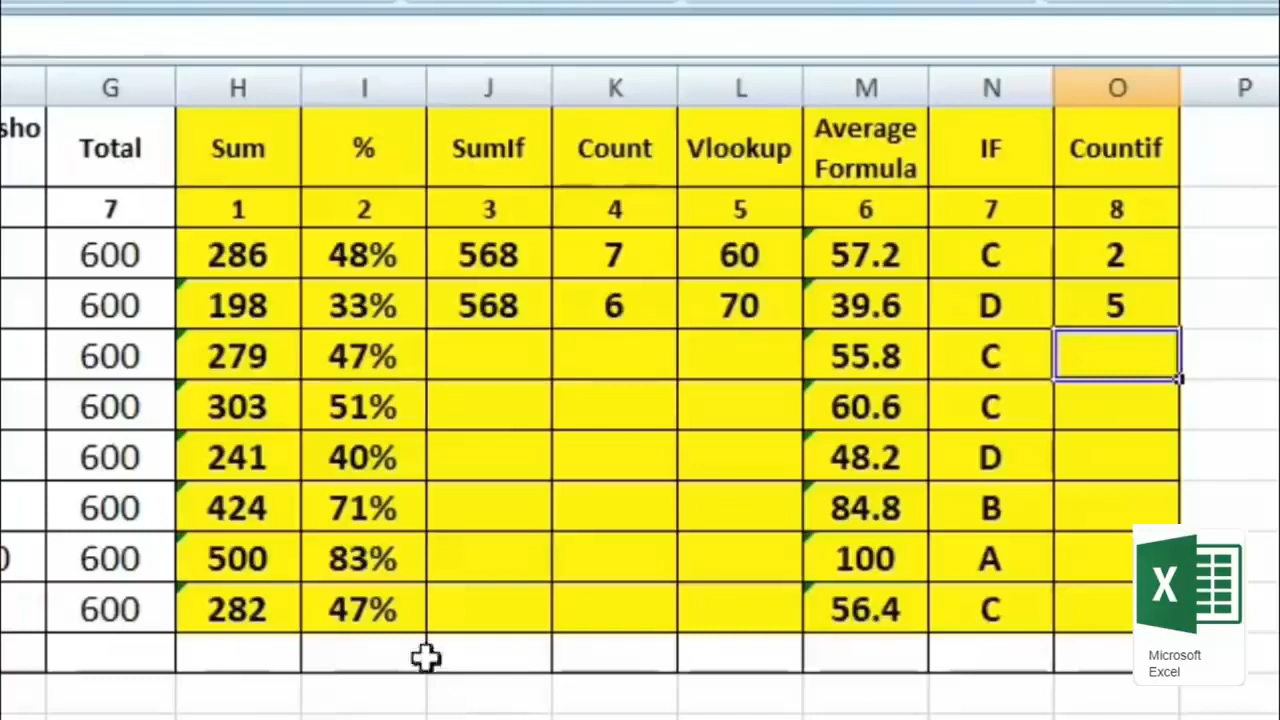 G H I J K L M N O P
sho Total Sum % SumIf Count Vlookup Average Formula IF Countif
7 1 2 3 4 5 6 7 8
600 286 48% 568 7 60 57.2 C 2
600 198 33% 568 6 70 39.6 D 5
600 279 47% 55.8 C
600 303 51% 60.6 C
600 241 40% 48.2 D
600 424 71% 84.8 B
0 600 500 83% 100 A
600 282 47% 56.4 C
X
Microsoft
Excel